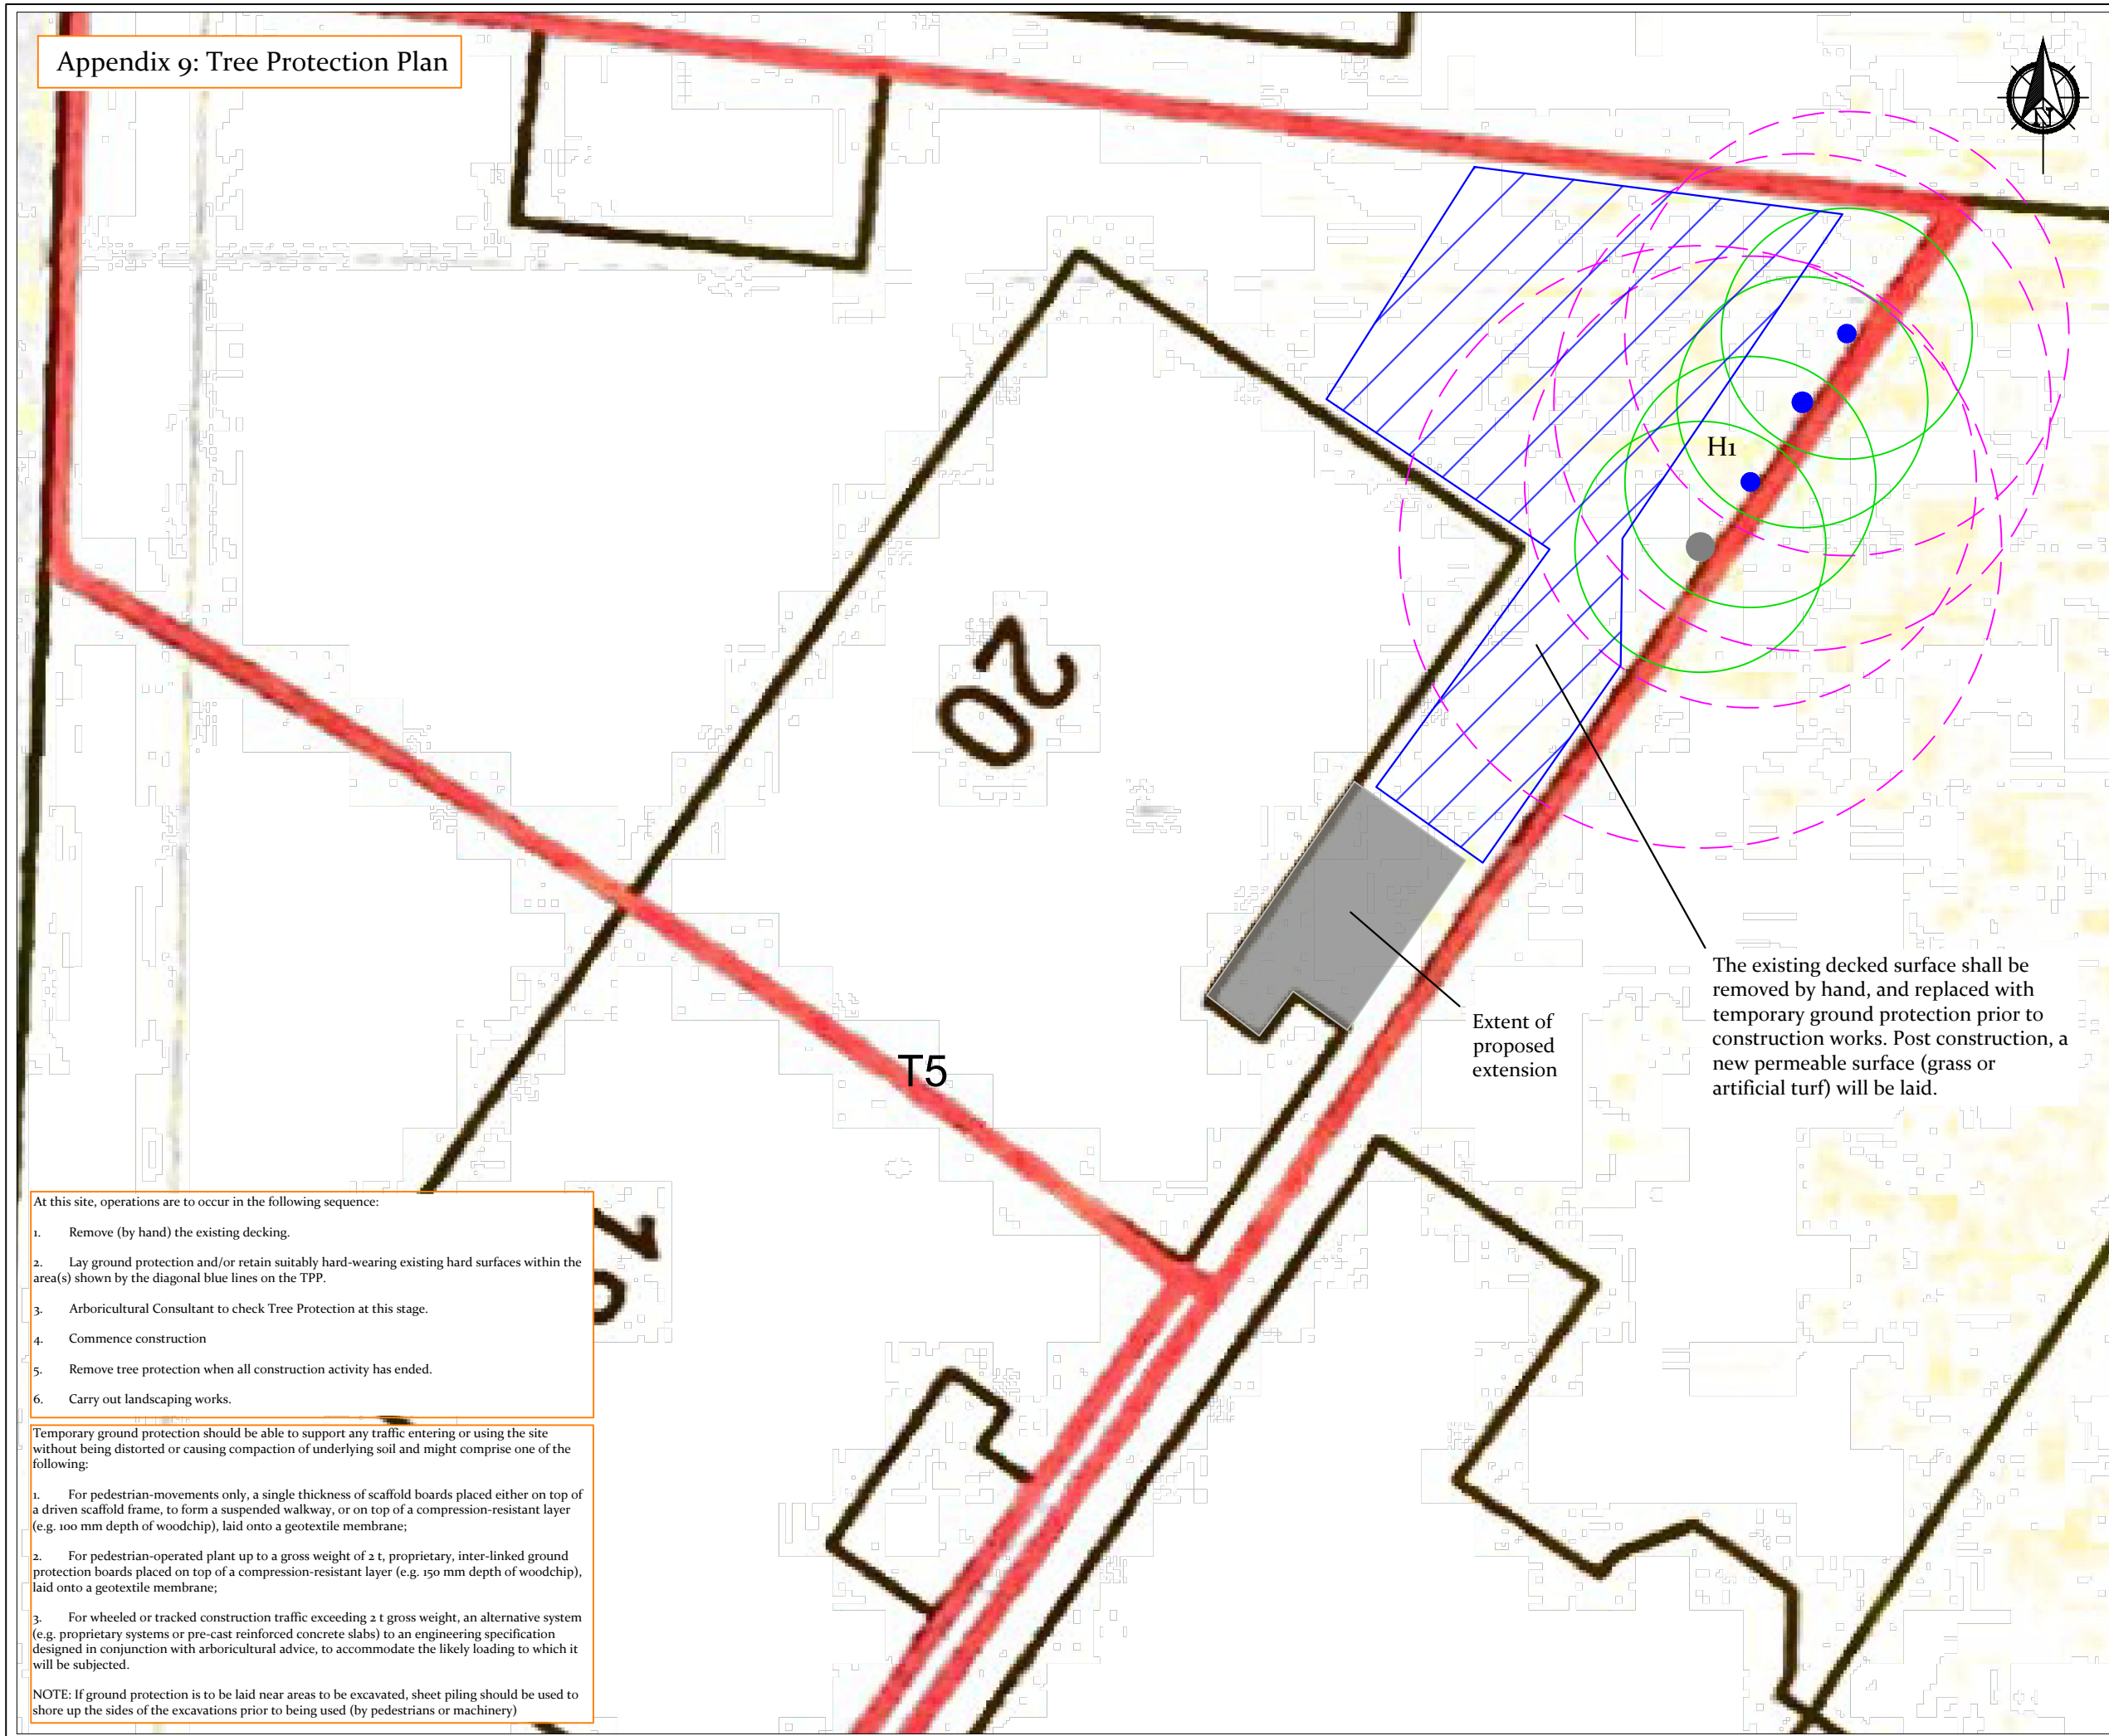 Appendix 9: Tree Protection Plan
N
H1
20
The existing decked surface shall be
removed by hand, and replaced with
temporary ground protection prior to
construction works. Post construction, a
new permeable surface (grass or
artificial turf) will be laid.
Extent of
proposed
extension
T5
At this site, operations are to occur in the following sequence:
1. Remove (by hand) the existing decking.
2. Lay ground protection and/or retain suitably hard-wearing existing hard surfaces within the
area(s) shown by the diagonal blue lines on the TPP.
3. Arboricultural Consultant to check Tree Protection at this stage.
4. Commence construction
5. Remove tree protection when all construction activity has ended.
6. Carry out landscaping works.
Temporary ground protection should be able to support any traffic entering or using the site
without being distorted or causing compaction of underlying soil and might comprise one of the
following:
1. For pedestrian-movements only, a single thickness of scaffold boards placed either on top of
a driven scaffold frame, to form a suspended walkway, or on top of a compression-resistant layer
(e.g. 100 mm depth of woodchip), laid onto a geotextile membrane;
2. For pedestrian-operated plant up to a gross weight of 2 t, proprietary, inter-linked ground
protection boards placed on top of a compression-resistant layer (e.g. 150 mm depth of woodchip),
laid onto a geotextile membrane;
3. For wheeled or tracked construction traffic exceeding 2 t gross weight, an alternative system
(e.g. proprietary systems or pre-cast reinforced concrete slabs) to an engineering specification
designed in conjunction with arboricultural advice, to accommodate the likely loading to which it
will be subjected.
NOTE: If ground protection is to be laid near areas to be excavated, sheet piling should be used to
shore up the sides of the excavations prior to being used (by pedestrians or machinery)